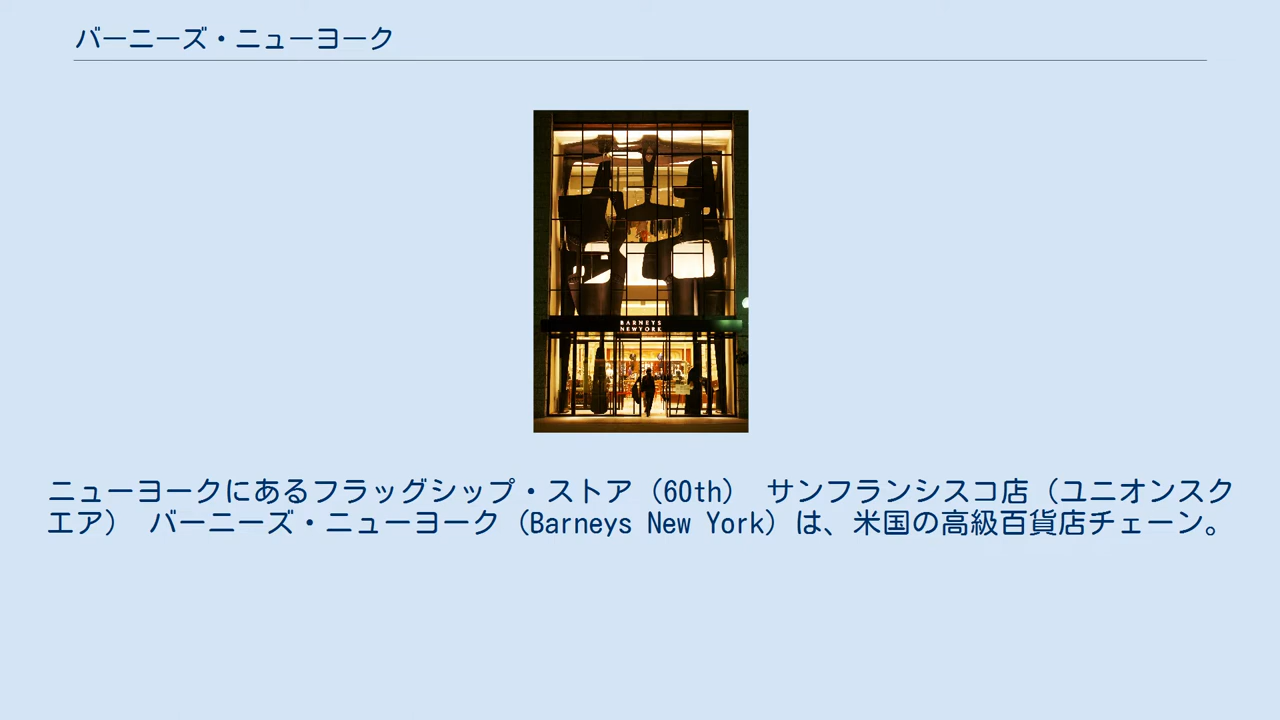 バーニーズ・ニューヨーク
BARNEYS
NEWYORK
ニューヨークにあるフラッグシップ・ストア（60th） サンフランシスコ店（ユニオンスク
エア） バーニーズ・ニューヨーク（Barneys New York）は、米国の高級百貨店チェーン。